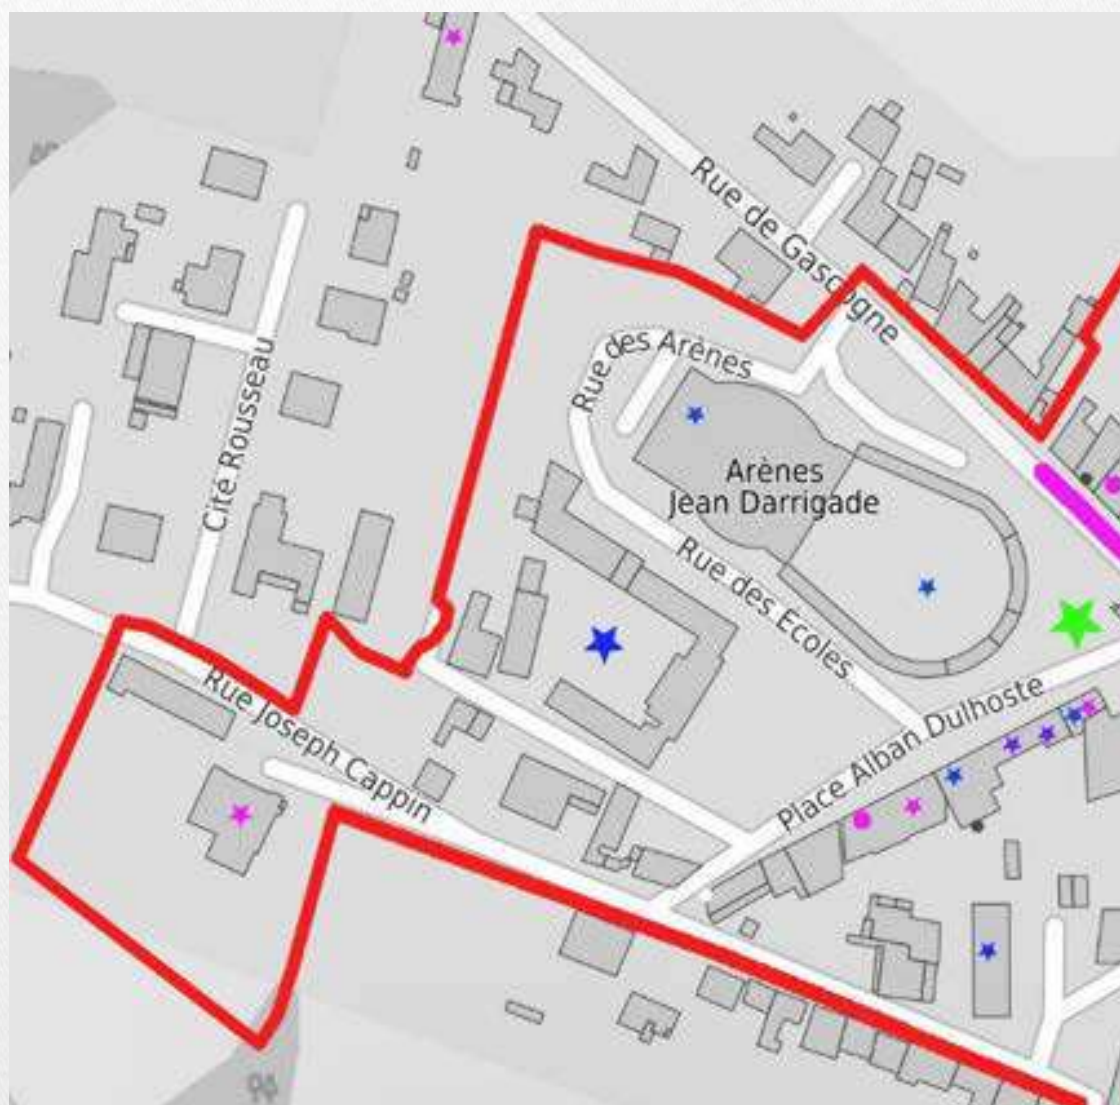 Rue de Gascogne
Rue des Arènes
Cité Rousseau
Arènes
Jean Darrigade
Rue des Écoles
Rue Joseph Cappin
Place Alban Dulhoste